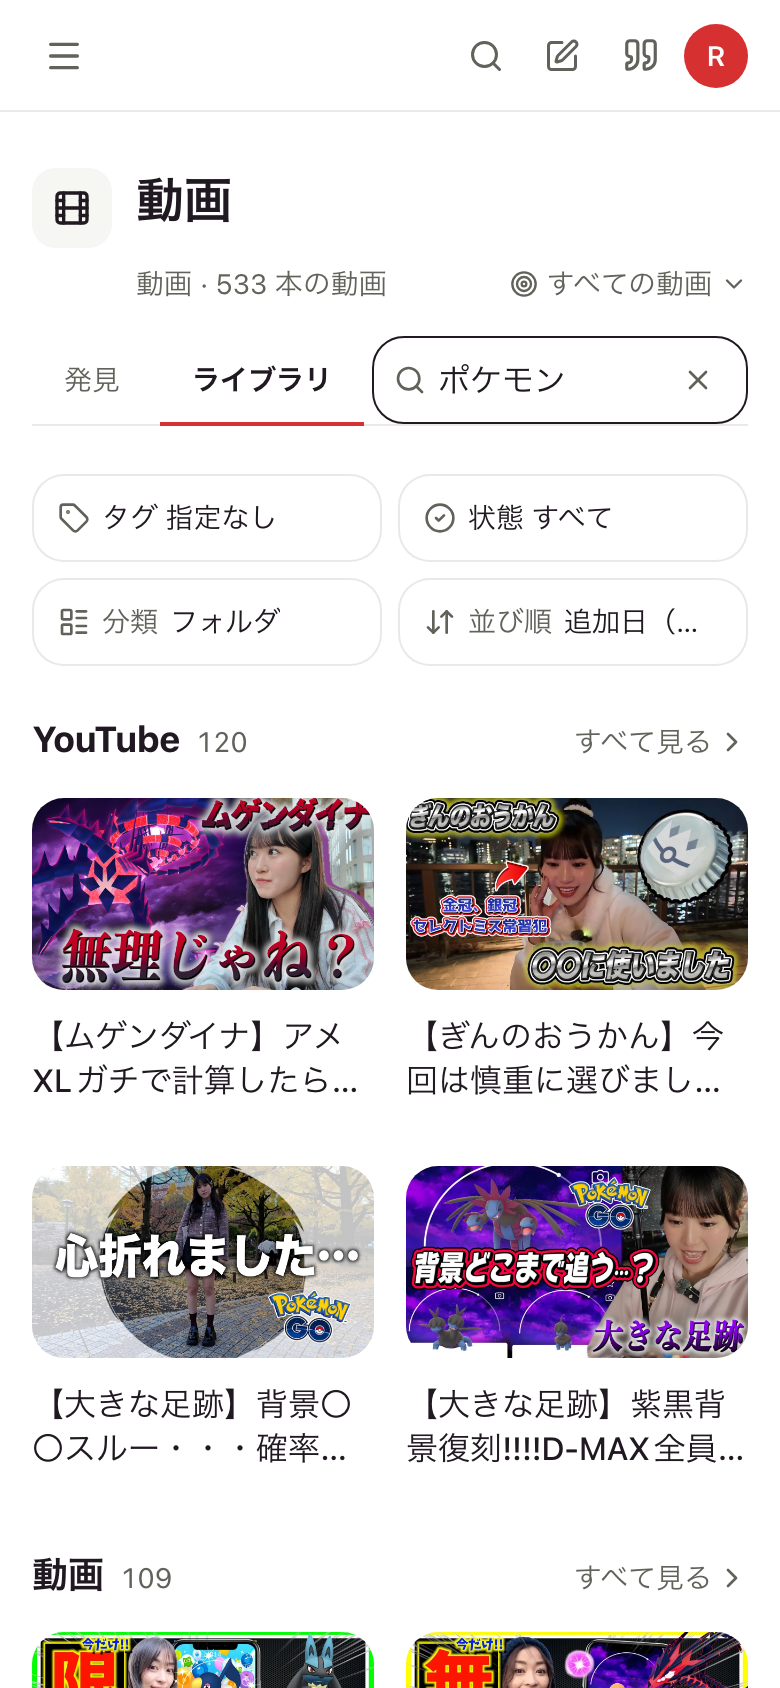 R
動画
動画 · 533 本の動画
すべての動画
発見
ライブラリ
ポケモン
タグ 指定なし
状態 すべて
分類 フォルダ
並び順 追加日（...
YouTube 120
すべて見る
ムゲンダイナ
無理じゃね？
ぎんのおうかん
金冠、銀冠
セレクトミス常習犯
〇〇に使いました
【ムゲンダイナ】アメ
XLガチで計算したら...
【ぎんのおうかん】今
回は慎重に選びまし...
心折れました…
Pokémon
GO
Pokémon
GO
背景どこまで追う…？
大きな足跡
【大きな足跡】背景〇
〇スルー・・・確率...
【大きな足跡】紫黒背
景復刻!!!!D-MAX全員...
動画 109
すべて見る
今だけ!!
限
今だけ!!
無